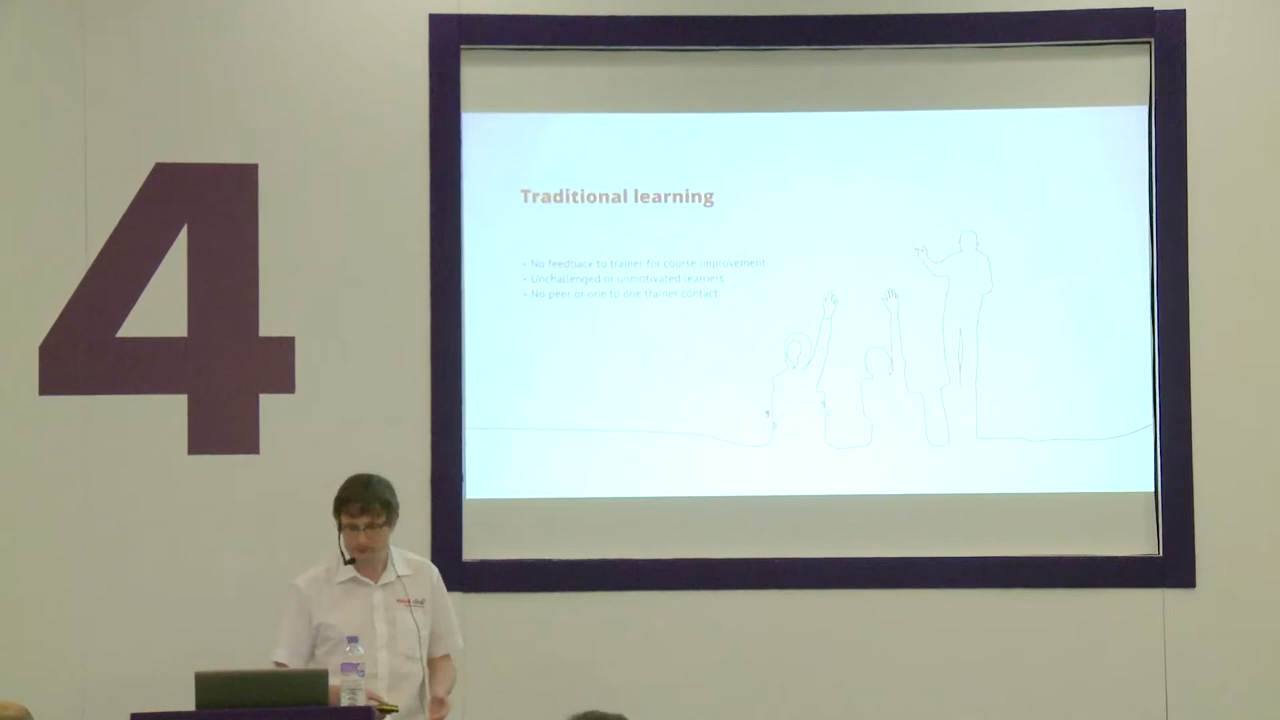 4
Traditional learning
• No feedback to trainer for course improvement
• Unchallenged or unmotivated learners
• No peer or one to one trainer contact